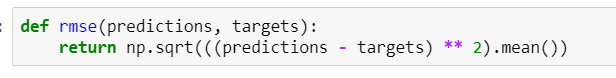 def rmse(predictions, targets):
    return np.sqrt(((predictions - targets) ** 2).mean())